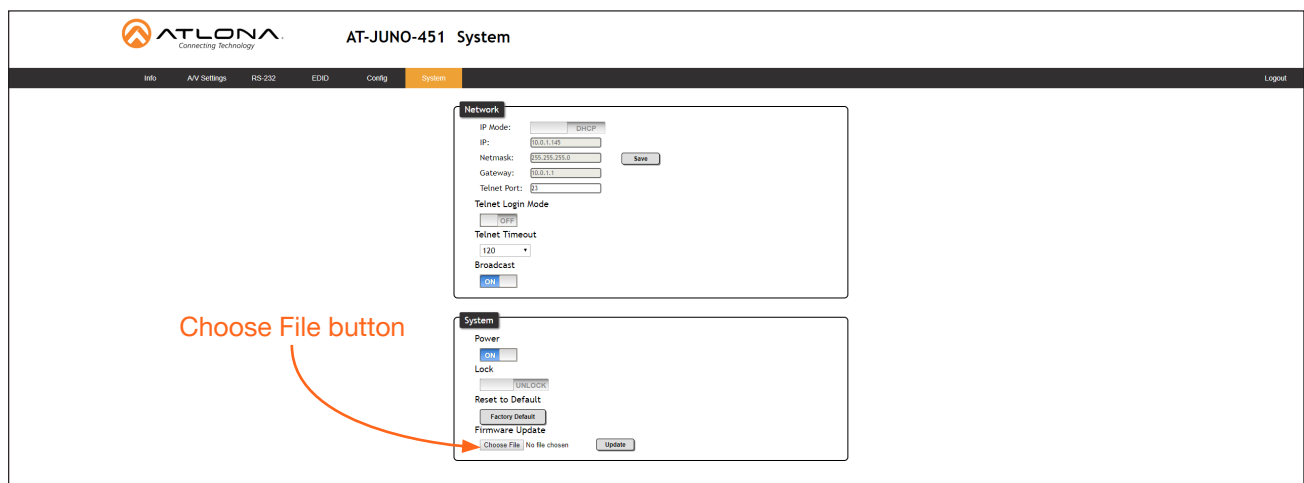 ATLONA.
Connecting Technology
AT-JUNO-451 System
Info A/V Settings RS-232 EDID Config System Logout
Network
IP Mode: DHCP
IP: 10.0.1.145
Netmask: 255.255.255.0 Save
Gateway: 10.0.1.1
Telnet Port: 23
Telnet Login Mode
OFF
Telnet Timeout
120
Broadcast
ON
Choose File button
System
Power
ON
Lock
UNLOCK
Reset to Default
Factory Default
Firmware Update
Choose File No file chosen Update